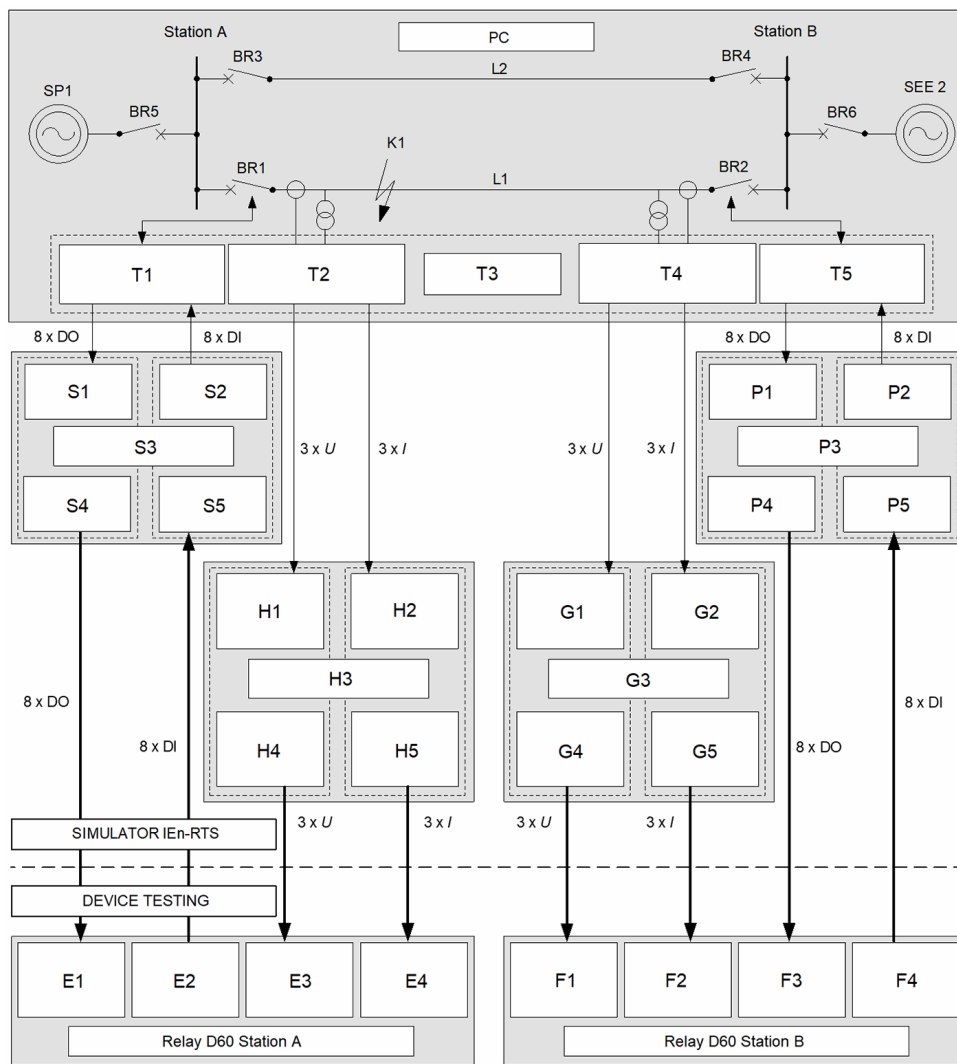 Station A
PC
Station B
BR3
L2
BR4
SP1
BR5
SEE 2
BR6
BR1
K1
L1
BR2
T1
T2
T3
T4
T5
8 x DO
8 x DI
8 x DO
8 x DI
S1
S2
S3
S4
S5
P1
P2
P3
P4
P5
3 x U
3 x I
3 x U
3 x I
H1
H2
H3
H4
H5
G1
G2
G3
G4
G5
8 x DO
8 x DI
8 x DO
8 x DI
3 x U
3 x I
3 x U
3 x I
SIMULATOR IEn-RTS
DEVICE TESTING
E1
E2
E3
E4
Relay D60 Station A
F1
F2
F3
F4
Relay D60 Station B